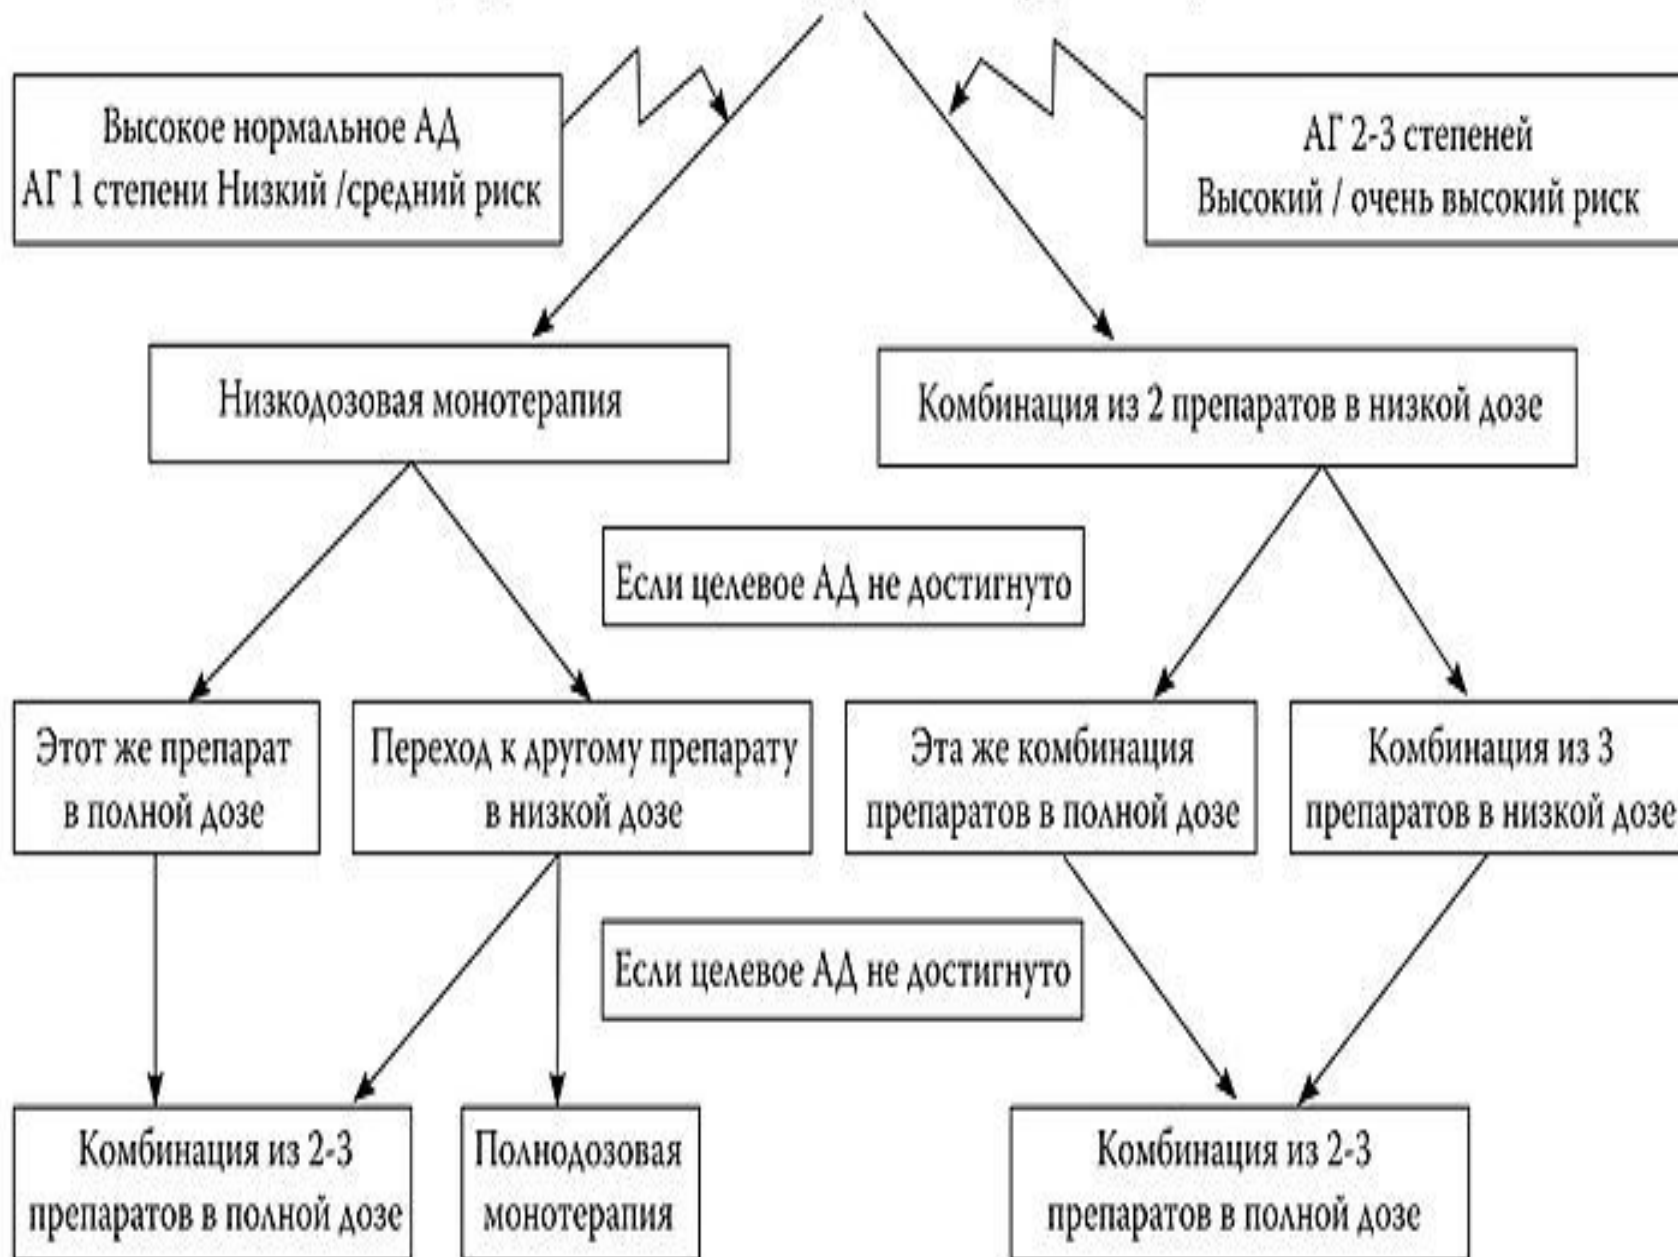 Высокое нормальное АД
АГ 1 степени Низкий /средний риск
АГ 2-3 степеней
Высокий / очень высокий риск
Низкодозовая монотерапия
Комбинация из 2 препаратов в низкой дозе
Если целевое АД не достигнуто
Этот же препарат
в полной дозе
Переход к другому препарату
в низкой дозе
Эта же комбинация
препаратов в полной дозе
Комбинация из 3
препаратов в низкой дозе
Если целевое АД не достигнуто
Комбинация из 2-3
препаратов в полной дозе
Полнодозовая
монотерапия
Комбинация из 2-3
препаратов в полной дозе